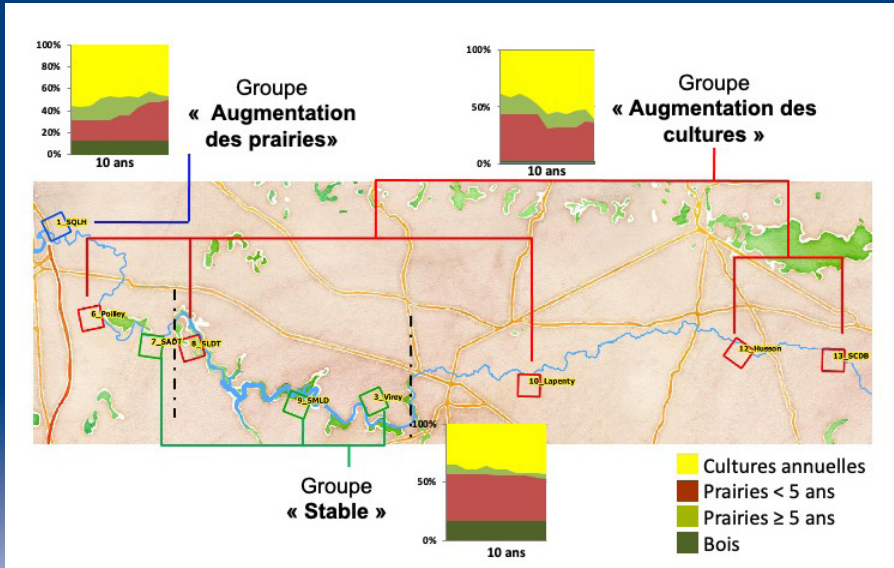 100%
80%
60%
40%
20%
0%
10 ans
Groupe
« Augmentation
des prairies»
100%
50%
0%
10 ans
Groupe
« Augmentation des
cultures »
1_SQLH
6_Poilley
7_SADT
8_SLDT
9_SMLD
3_Virey
10_Lapenty
12_Husson
13_SCDB
Groupe
« Stable »
100%
50%
0%
10 ans
Cultures annuelles
Prairies < 5 ans
Prairies ≥ 5 ans
Bois